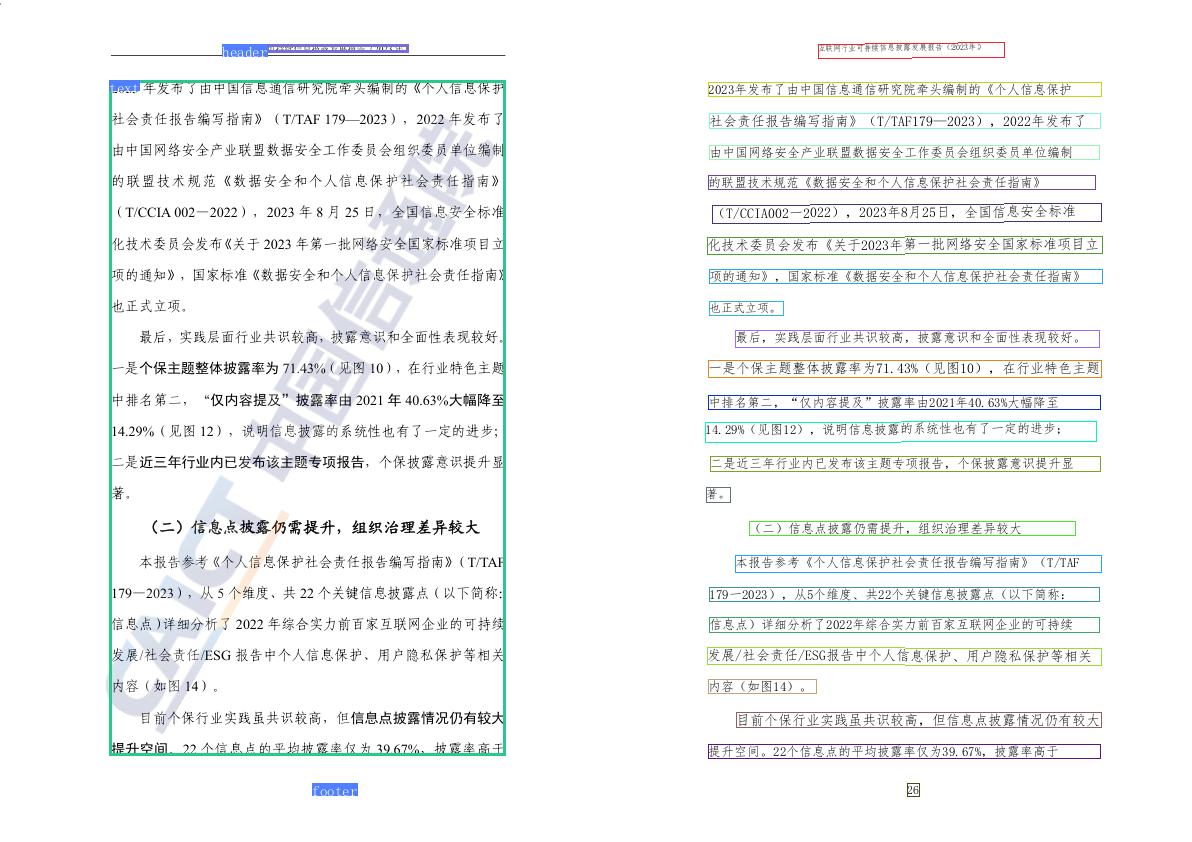 header
text 年发布了由中国信息通信研究院牵头编制的《个人信息保护
社会责任报告编写指南》（T/TAF 179—2023），2022 年发布了
由中国网络安全产业联盟数据安全工作委员会组织委员单位编制
的联盟技术规范《数据安全和个人信息保护社会责任指南》
（T/CCIA 002—2022），2023 年 8 月 25 日，全国信息安全标准
化技术委员会发布《关于 2023 年第一批网络安全国家标准项目立
项的通知》，国家标准《数据安全和个人信息保护社会责任指南》
也正式立项。
最后，实践层面行业共识较高，披露意识和全面性表现较好。
一是个保主题整体披露率为 71.43%（见图 10），在行业特色主题
中排名第二，“仅内容提及”披露率由 2021 年 40.63%大幅降至
14.29%（见图 12），说明信息披露的系统性也有了一定的进步；
二是近三年行业内已发布该主题专项报告，个保披露意识提升显
著。
（二）信息点披露仍需提升，组织治理差异较大
本报告参考《个人信息保护社会责任报告编写指南》（T/TAF
179—2023），从 5 个维度、共 22 个关键信息披露点（以下简称：
信息点）详细分析了 2022 年综合实力前百家互联网企业的可持续
发展/社会责任/ESG 报告中个人信息保护、用户隐私保护等相关
内容（如图 14）。
目前个保行业实践虽共识较高，但信息点披露情况仍有较大
提升空间。22 个信息点的平均披露率仅为 39.67%，披露率高于
footer
CAICT 中国信通院
互联网行业可持续信息披露发展报告（2023年）
2023年发布了由中国信息通信研究院牵头编制的《个人信息保护
社会责任报告编写指南》（T/TAF179—2023），2022年发布了
由中国网络安全产业联盟数据安全工作委员会组织委员单位编制
的联盟技术规范《数据安全和个人信息保护社会责任指南》
（T/CCIA002—2022），2023年8月25日，全国信息安全标准
化技术委员会发布《关于2023年第一批网络安全国家标准项目立
项的通知》，国家标准《数据安全和个人信息保护社会责任指南》
也正式立项。
最后，实践层面行业共识较高，披露意识和全面性表现较好。
一是个保主题整体披露率为71.43%（见图10），在行业特色主题
中排名第二，“仅内容提及”披露率由2021年40.63%大幅降至
14.29%（见图12），说明信息披露的系统性也有了一定的进步；
二是近三年行业内已发布该主题专项报告，个保披露意识提升显
著。
（二）信息点披露仍需提升，组织治理差异较大
本报告参考《个人信息保护社会责任报告编写指南》（T/TAF
179一2023），从5个维度、共22个关键信息披露点（以下简称：
信息点）详细分析了2022年综合实力前百家互联网企业的可持续
发展/社会责任/ESG报告中个人信息保护、用户隐私保护等相关
内容（如图14）。
目前个保行业实践虽共识较高，但信息点披露情况仍有较大
提升空间。22个信息点的平均披露率仅为39.67%，披露率高于
26